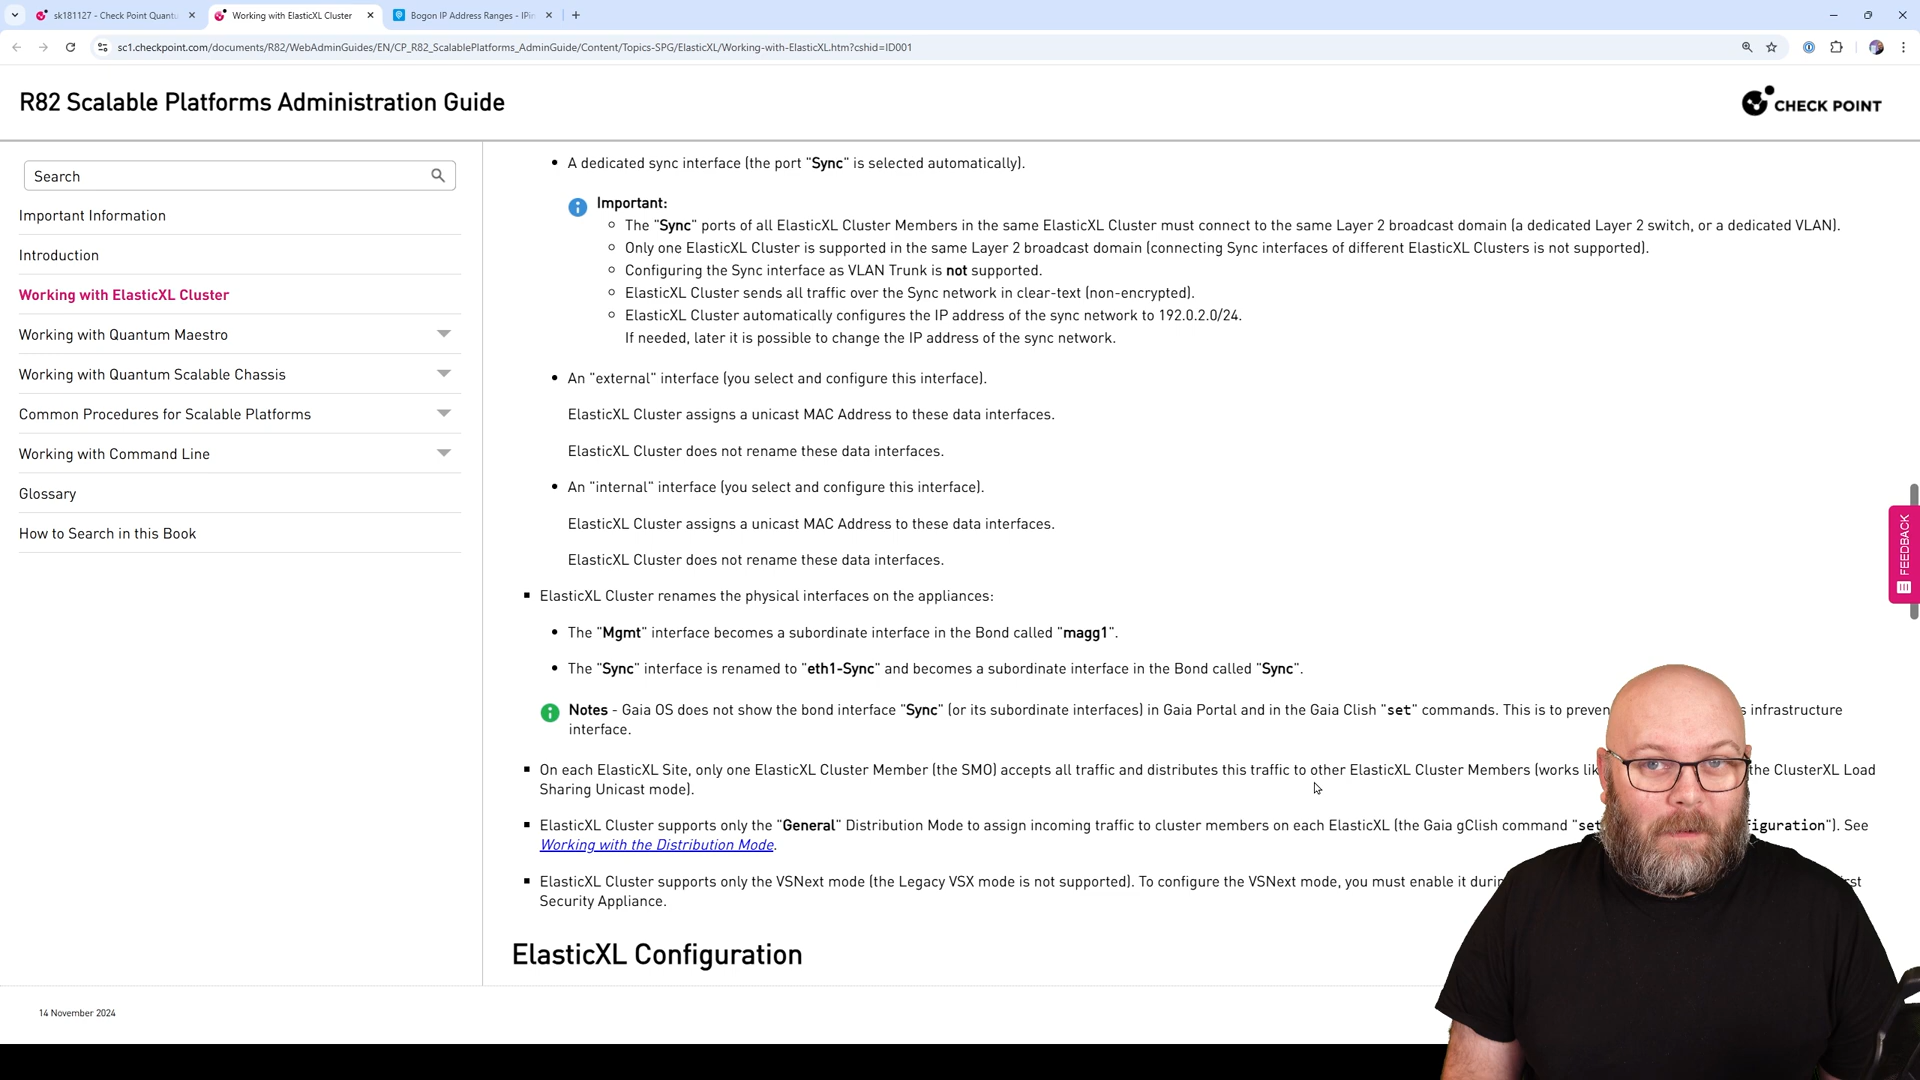 sk181127 - Check Point Quantu
Working with ElasticXL Cluster
Bogon IP Address Ranges - IPin
sc1.checkpoint.com/documents/R82/WebAdminGuides/EN/CP_R82_ScalablePlatforms_AdminGuide/Content/Topics-SPG/ElasticXL/Working-with-ElasticXL.htm?cshid=ID001
R82 Scalable Platforms Administration Guide
CHECK POINT
Search
Important Information
Introduction
Working with ElasticXL Cluster
Working with Quantum Maestro
Working with Quantum Scalable Chassis
Common Procedures for Scalable Platforms
Working with Command Line
Glossary
How to Search in this Book
A dedicated sync interface (the port "Sync" is selected automatically).
Important:
The "Sync" ports of all ElasticXL Cluster Members in the same ElasticXL Cluster must connect to the same Layer 2 broadcast domain (a dedicated Layer 2 switch, or a dedicated VLAN).
Only one ElasticXL Cluster is supported in the same Layer 2 broadcast domain (connecting Sync interfaces of different ElasticXL Clusters is not supported).
Configuring the Sync interface as VLAN Trunk is not supported.
ElasticXL Cluster sends all traffic over the Sync network in clear-text (non-encrypted).
ElasticXL Cluster automatically configures the IP address of the sync network to 192.0.2.0/24.
If needed, later it is possible to change the IP address of the sync network.
An "external" interface (you select and configure this interface).
ElasticXL Cluster assigns a unicast MAC Address to these data interfaces.
ElasticXL Cluster does not rename these data interfaces.
An "internal" interface (you select and configure this interface).
ElasticXL Cluster assigns a unicast MAC Address to these data interfaces.
ElasticXL Cluster does not rename these data interfaces.
ElasticXL Cluster renames the physical interfaces on the appliances:
The "Mgmt" interface becomes a subordinate interface in the Bond called "magg1".
The "Sync" interface is renamed to "eth1-Sync" and becomes a subordinate interface in the Bond called "Sync".
Notes - Gaia OS does not show the bond interface "Sync" (or its subordinate interfaces) in Gaia Portal and in the Gaia Clish "set" commands. This is to preven s infrastructure
interface.
On each ElasticXL Site, only one ElasticXL Cluster Member (the SMO) accepts all traffic and distributes this traffic to other ElasticXL Cluster Members (works lik the ClusterXL Load
Sharing Unicast mode).
ElasticXL Cluster supports only the "General" Distribution Mode to assign incoming traffic to cluster members on each ElasticXL (the Gaia gClish command "set figuration"). See
Working with the Distribution Mode.
ElasticXL Cluster supports only the VSNext mode (the Legacy VSX mode is not supported). To configure the VSNext mode, you must enable it durin rst
Security Appliance.
ElasticXL Configuration
FEEDBACK
14 November 2024